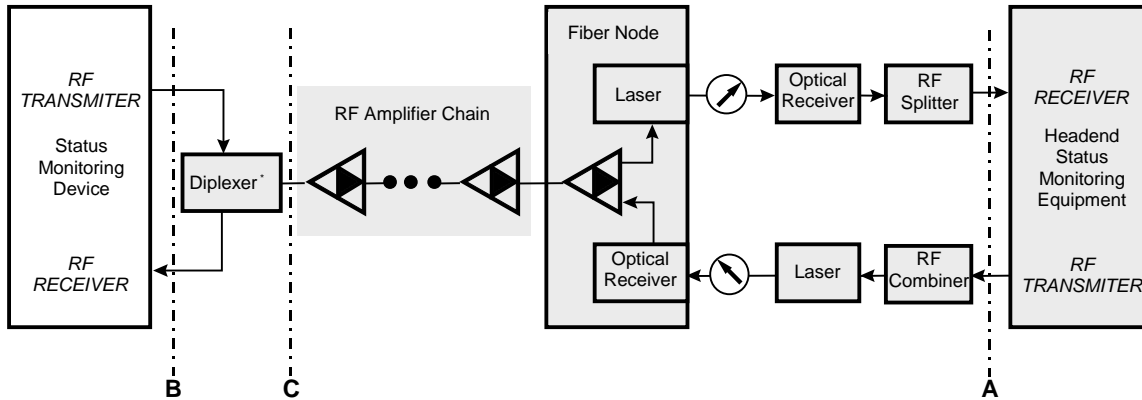 RF
TRANSMITER
Status
Monitoring
Device
RF
RECEIVER
Diplexer*
RF Amplifier Chain
Fiber Node
Laser
Optical
Receiver
Optical
Receiver
RF
Splitter
Laser
RF
Combiner
RF
RECEIVER
Headend
Status
Monitoring
Equipment
RF
TRANSMITER
B
C
A